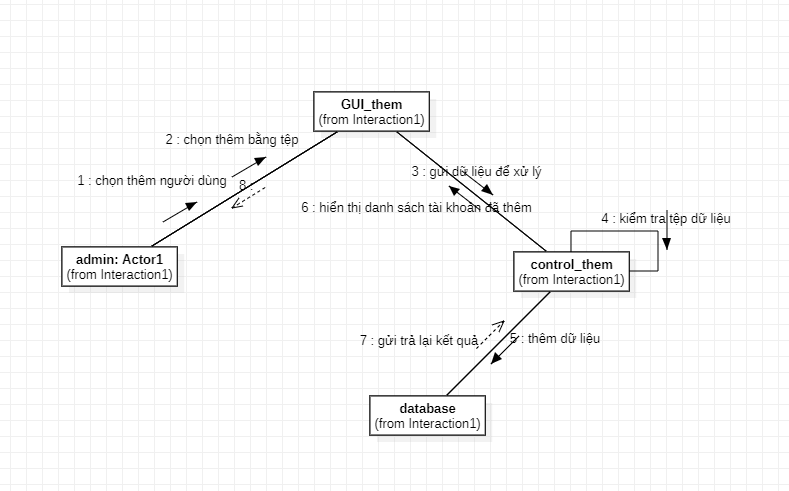 GUI_them
(from Interaction1)
2 : chọn thêm bằng tệp
1 : chọn thêm người dùng
8 :
3 : gửi dữ liệu để xử lý
6 : hiển thị danh sách tài khoản đã thêm
4 : kiểm tra tệp dữ liệu
admin: Actor1
(from Interaction1)
control_them
(from Interaction1)
7 : gửi trả lại kết quả
5 : thêm dữ liệu
database
(from Interaction1)